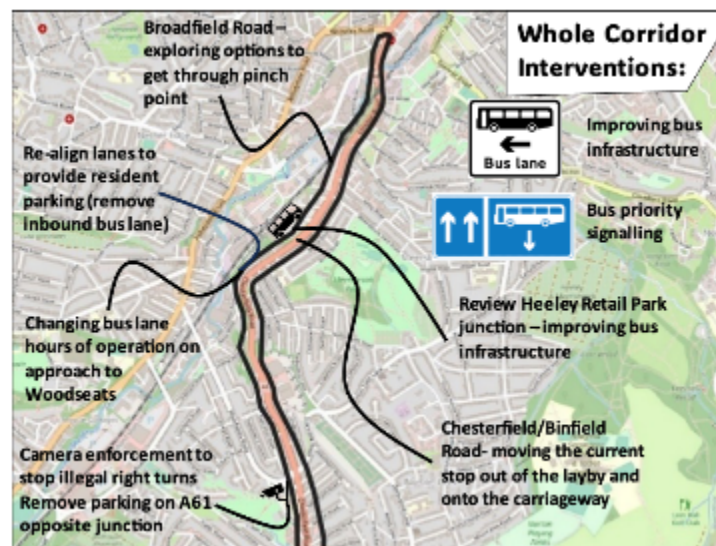 Broadfield Road –
exploring options to
get through pinch
point
Whole Corridor
Interventions:
Bus lane
Improving bus
infrastructure
Re-align lanes to
provide resident
parking (remove
inbound bus lane)
Bus priority
signalling
Changing bus lane
hours of operation on
approach to
Woodseats
Review Heeley Retail Park
junction – improving bus
infrastructure
Chesterfield/Binfield
Road- moving the current
stop out of the layby and
onto the carriageway
Camera enforcement to
stop illegal right turns
Remove parking on A61
opposite junction